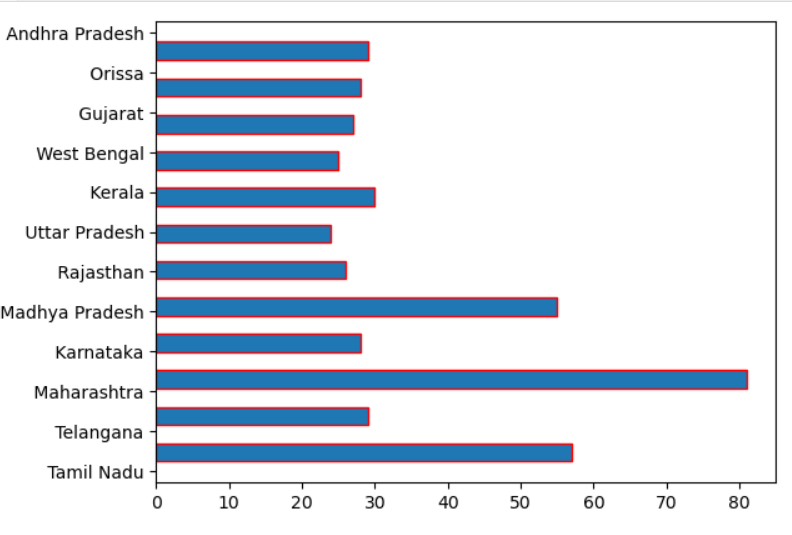 Andhra Pradesh
Orissa
Gujarat
West Bengal
Kerala
Uttar Pradesh
Rajasthan
Madhya Pradesh
Karnataka
Maharashtra
Telangana
Tamil Nadu
0 10 20 30 40 50 60 70 80